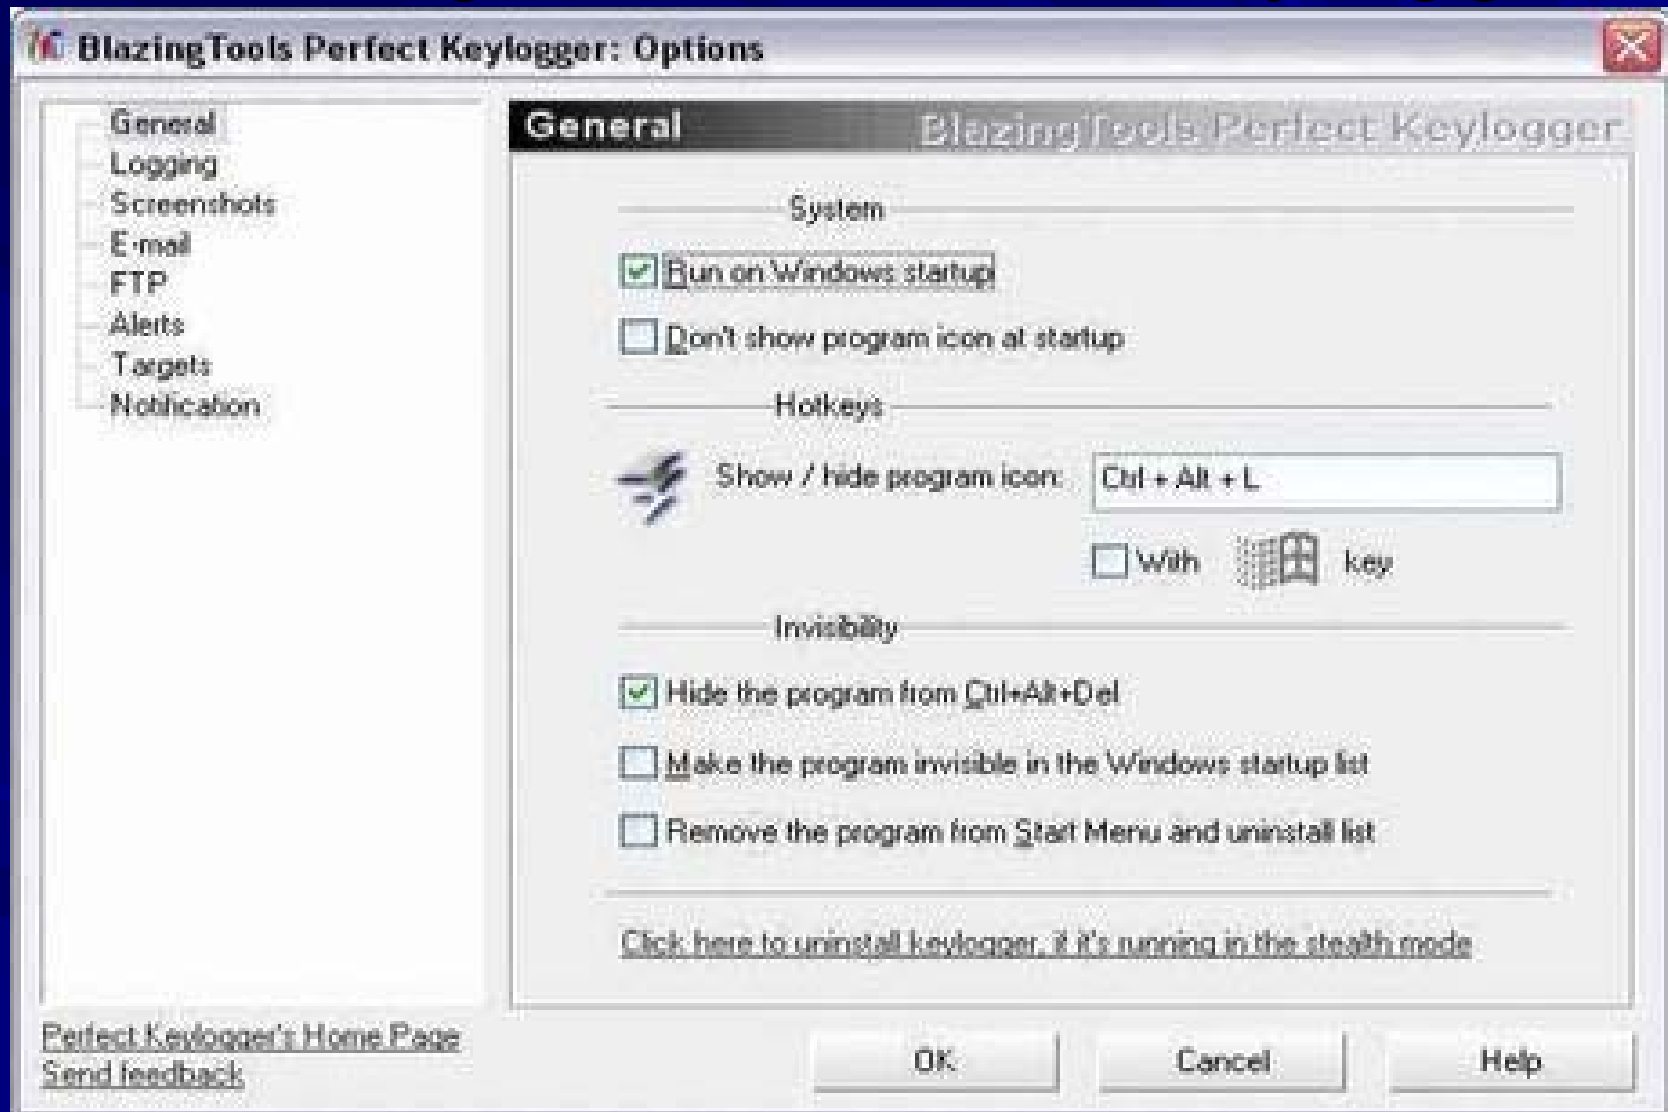 BlazingTools Perfect Keylogger: Options
General
Logging
Screenshots
E-mail
FTP
Alerts
Targets
Notification
General BlazingTools Perfect Keylogger
System
Run on Windows startup
Don't show program icon at startup
Hotkeys
Show / hide program icon: Ctrl + Alt + L
With key
Invisibility
Hide the program from Ctrl+Alt+Del
Make the program invisible in the Windows startup list
Remove the program from Start Menu and uninstall list
Click here to uninstall keylogger, if it's running in the stealth mode
Perfect Keylogger's Home Page
Send feedback
OK Cancel Help